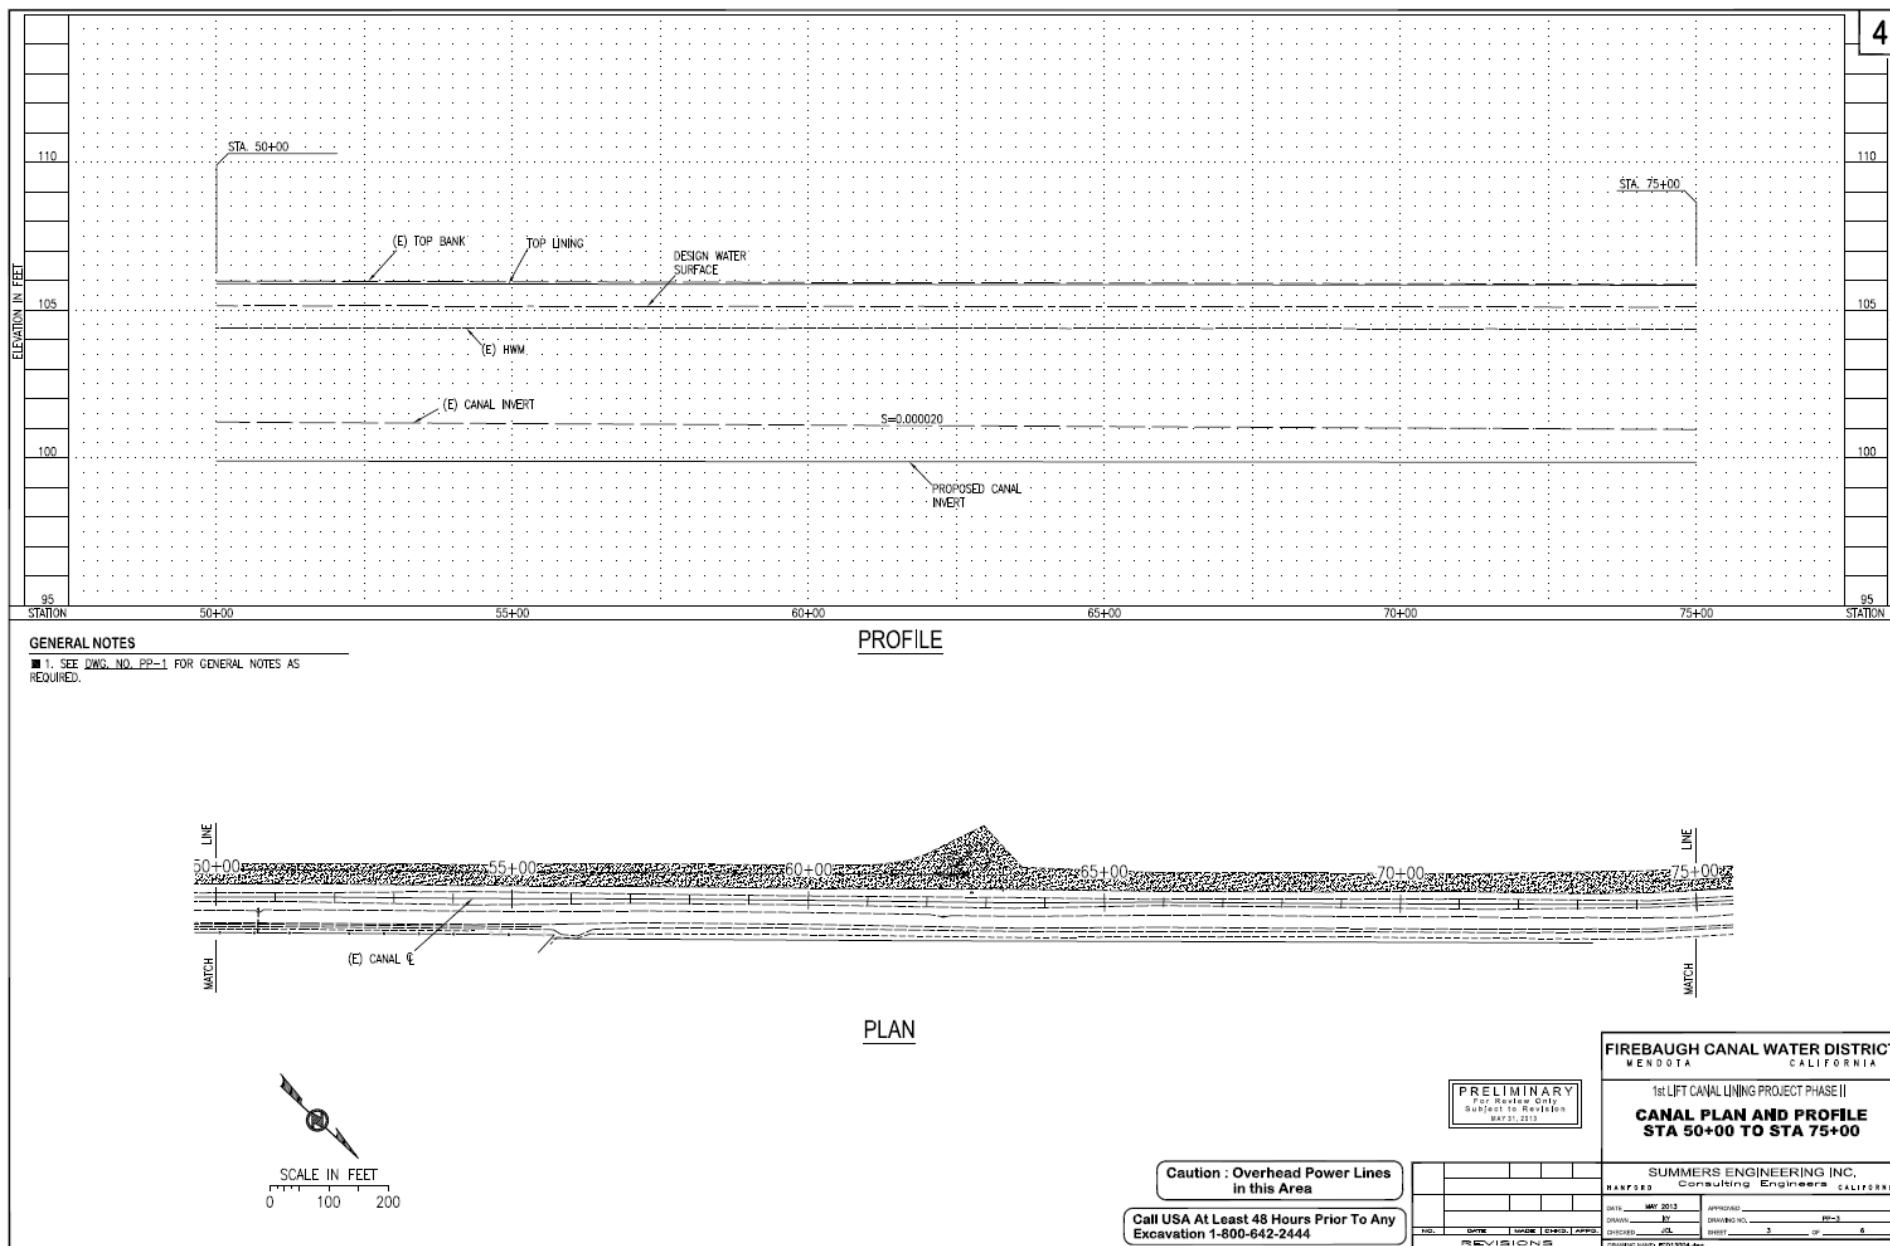 4
110
110
STA. 50+00
STA. 75+00
(E) TOP BANK
TOP LINING
DESIGN WATER
SURFACE
ELEVATION IN FEET
105
105
(E) HWM
(E) CANAL INVERT
S=0.000020
100
100
PROPOSED CANAL
INVERT
95
95
STATION
50+00
55+00
60+00
65+00
70+00
75+00
STATION
GENERAL NOTES
1. SEE DWG. NO. PP-1 FOR GENERAL NOTES AS
REQUIRED.
PROFILE
LINE
LINE
50+00
55+00
60+00
65+00
70+00
75+00
(E) CANAL ℄
MATCH
MATCH
PLAN
SCALE IN FEET
0 100 200
PRELIMINARY
For Review Only
Subject to Revision
MAY 31, 2013
FIREBAUGH CANAL WATER DISTRICT
MENDOTA CALIFORNIA
1st LIFT CANAL LINING PROJECT PHASE II
CANAL PLAN AND PROFILE
STA 50+00 TO STA 75+00
Caution : Overhead Power Lines
in this Area
Call USA At Least 48 Hours Prior To Any
Excavation 1-800-642-2444
NO. DATE MADE CHKD. APPD.
REVISIONS
SUMMERS ENGINEERING INC.
Consulting Engineers
HANFORD CALIFORNI
DATE MAY 2013 APPROVED
DRAWN KY DRAWING NO. PP-3
CHECKED JCL SHEET 3 OF 6